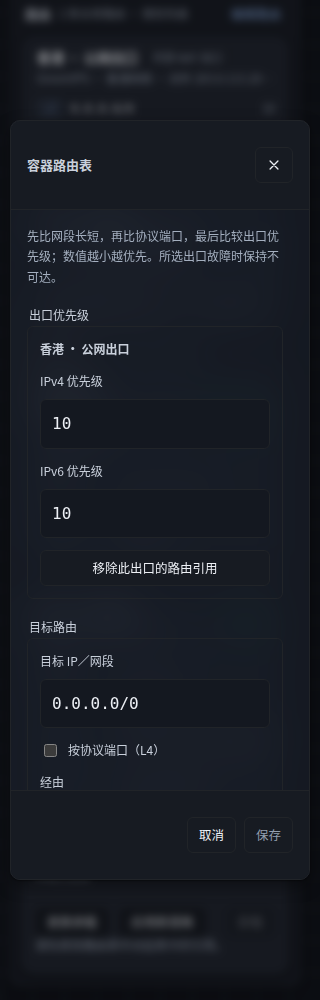 容器路由表
先比网段长短，再比协议端口，最后比较出口优
先级；数值越小越优先。所选出口故障时保持不
可达。
出口优先级
香港 · 公网出口
IPv4 优先级
10
IPv6 优先级
10
移除此出口的路由引用
目标路由
目标 IP／网段
0.0.0.0/0
按协议端口（L4）
经由
取消
保存